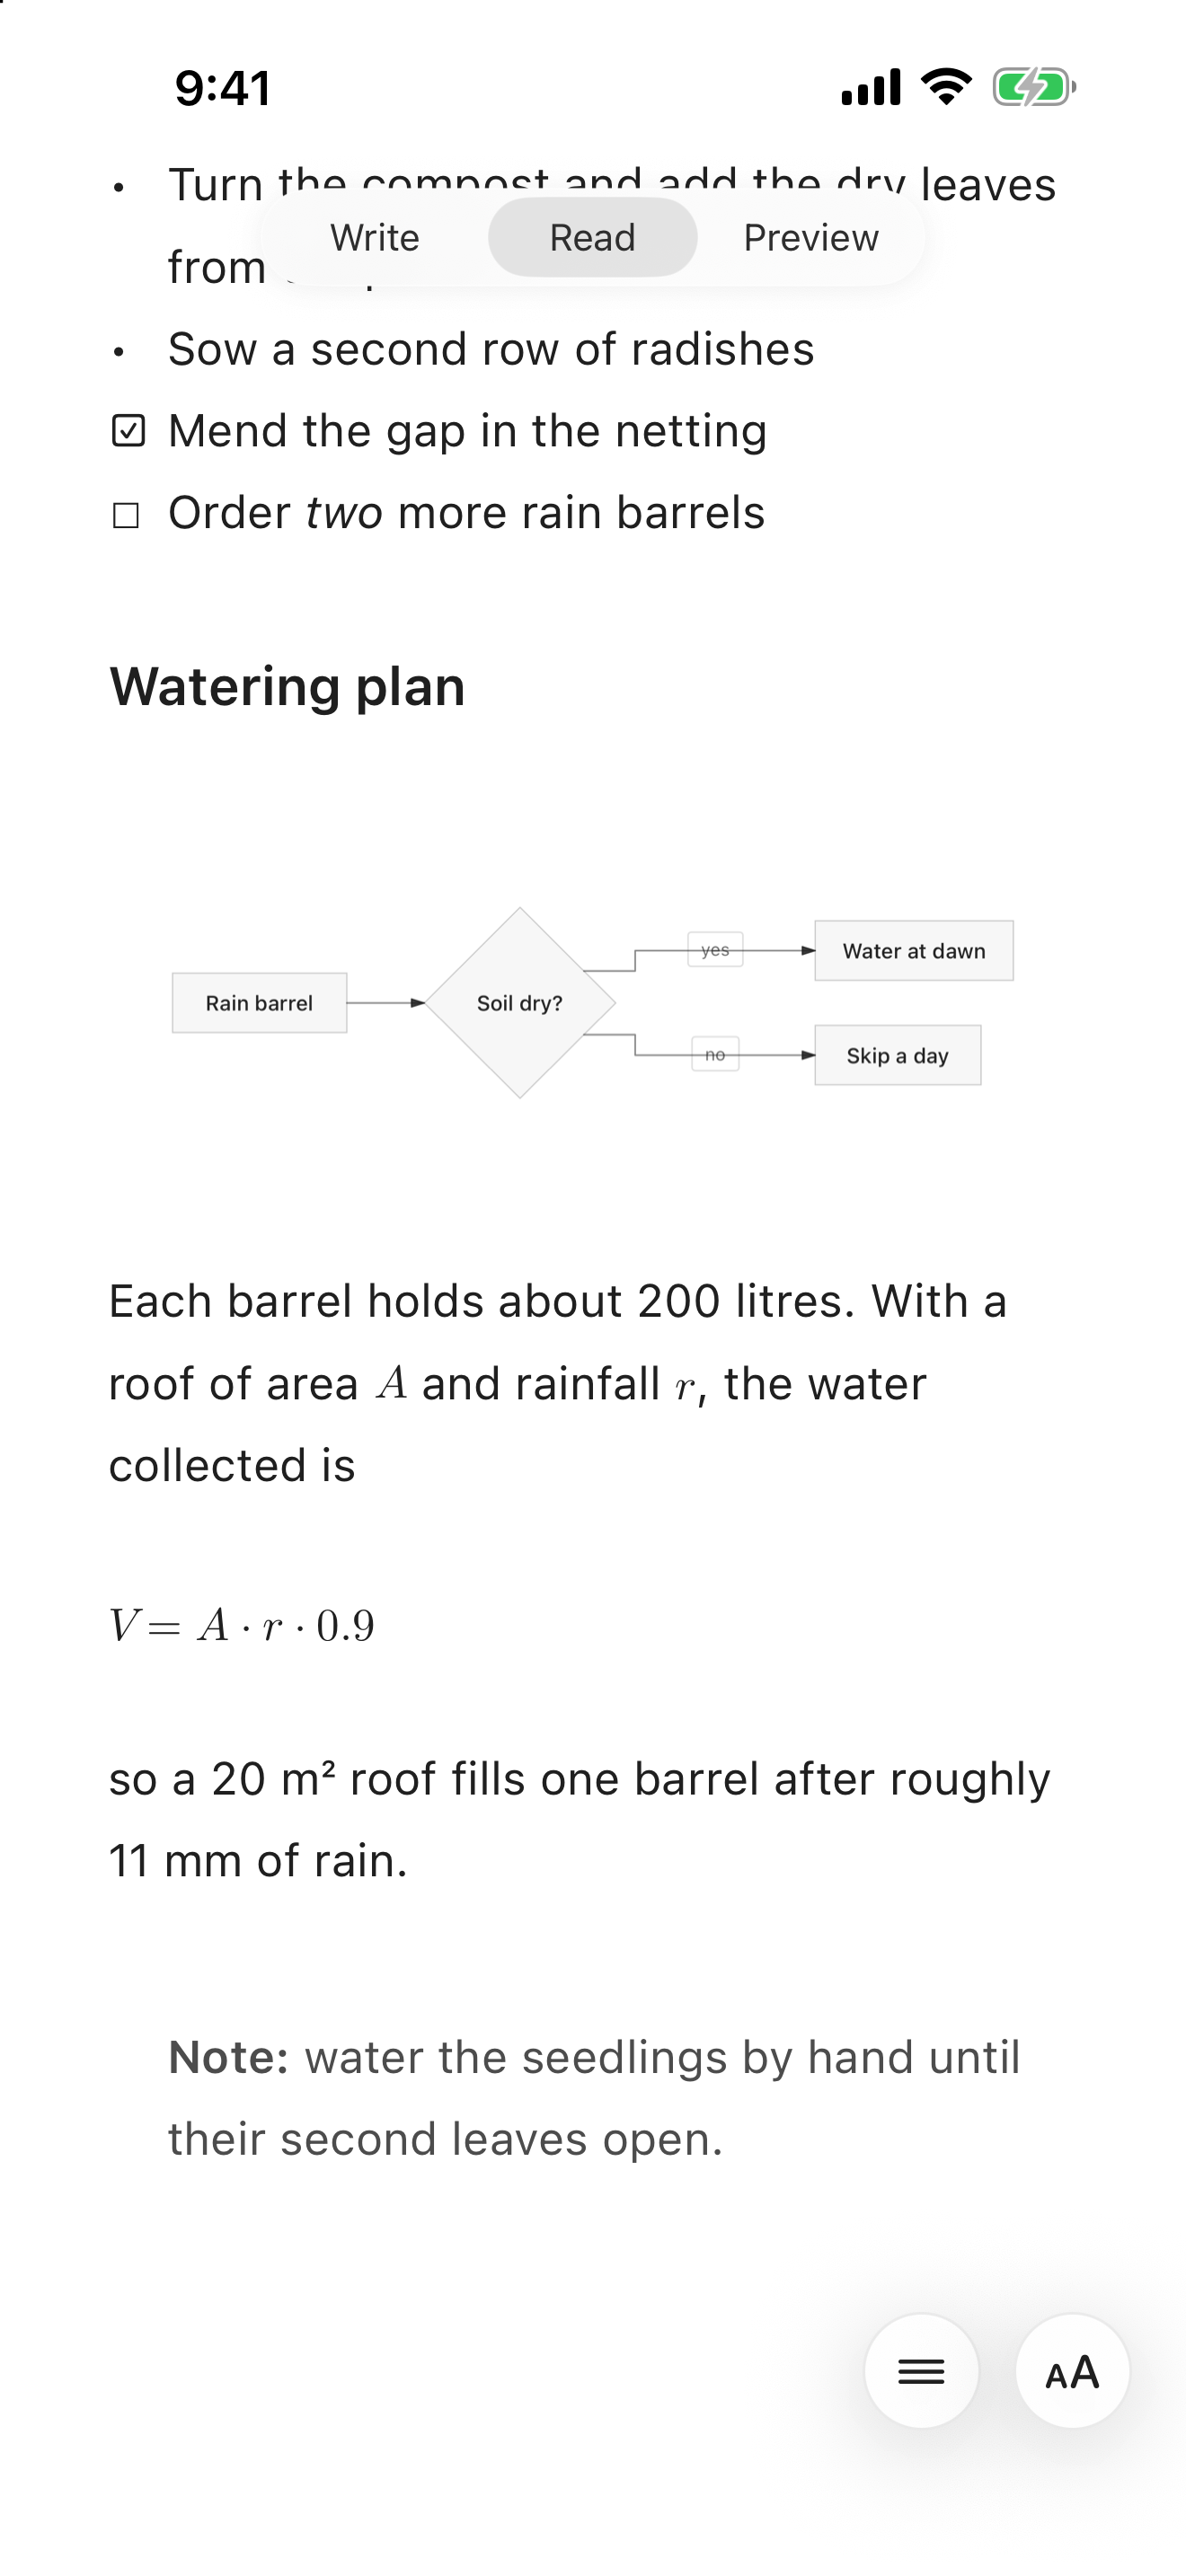 9:41
Turn the compost and add the dry leaves
from
Write Read Preview
Sow a second row of radishes
Mend the gap in the netting
Order two more rain barrels
Watering plan
Rain barrel
Soil dry?
yes
Water at dawn
no
Skip a day
Each barrel holds about 200 litres. With a
roof of area A and rainfall r, the water
collected is
V = A · r · 0.9
so a 20 m² roof fills one barrel after roughly
11 mm of rain.
Note: water the seedlings by hand until
their second leaves open.
AA